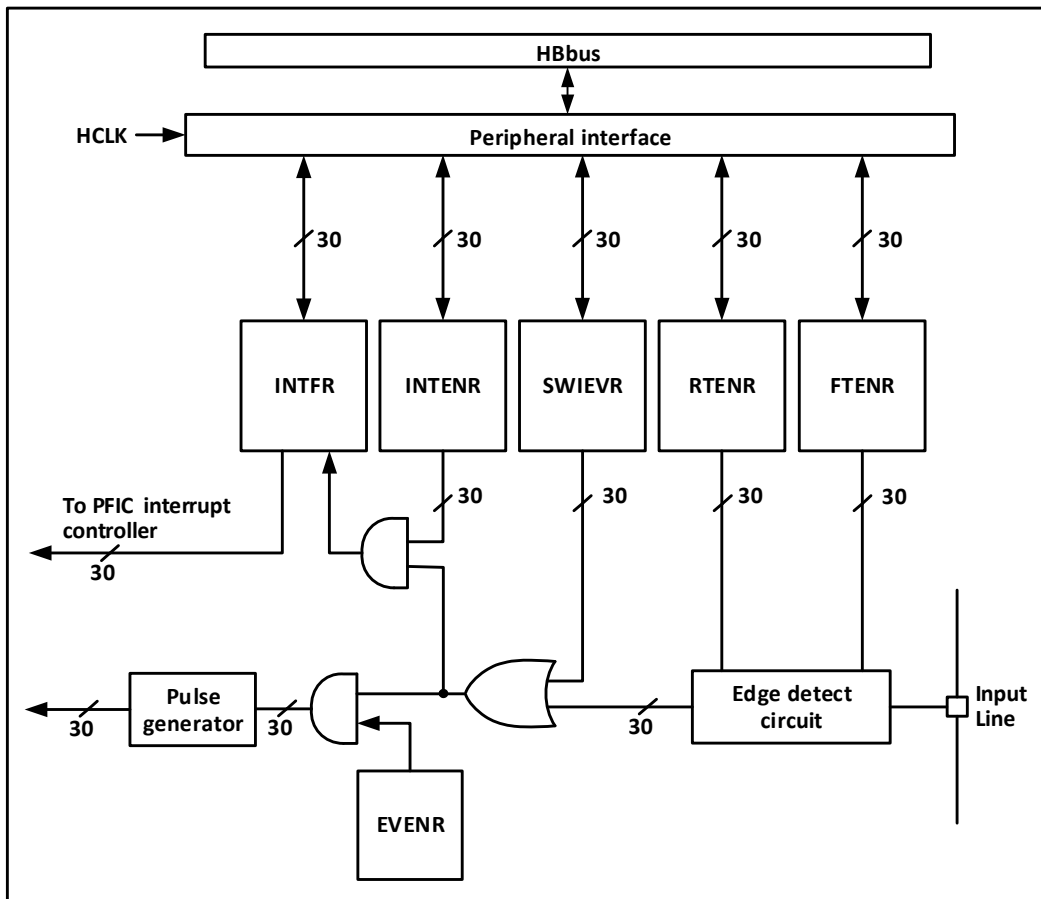 HBbus
HCLK
Peripheral interface
30
30
30
30
30
INTFR
INTENR
SWIEVR
RTENR
FTENR
30
30
30
30
To PFIC interrupt
controller
30
Pulse
generator
30
30
30
Edge detect
circuit
Input
Line
EVENR